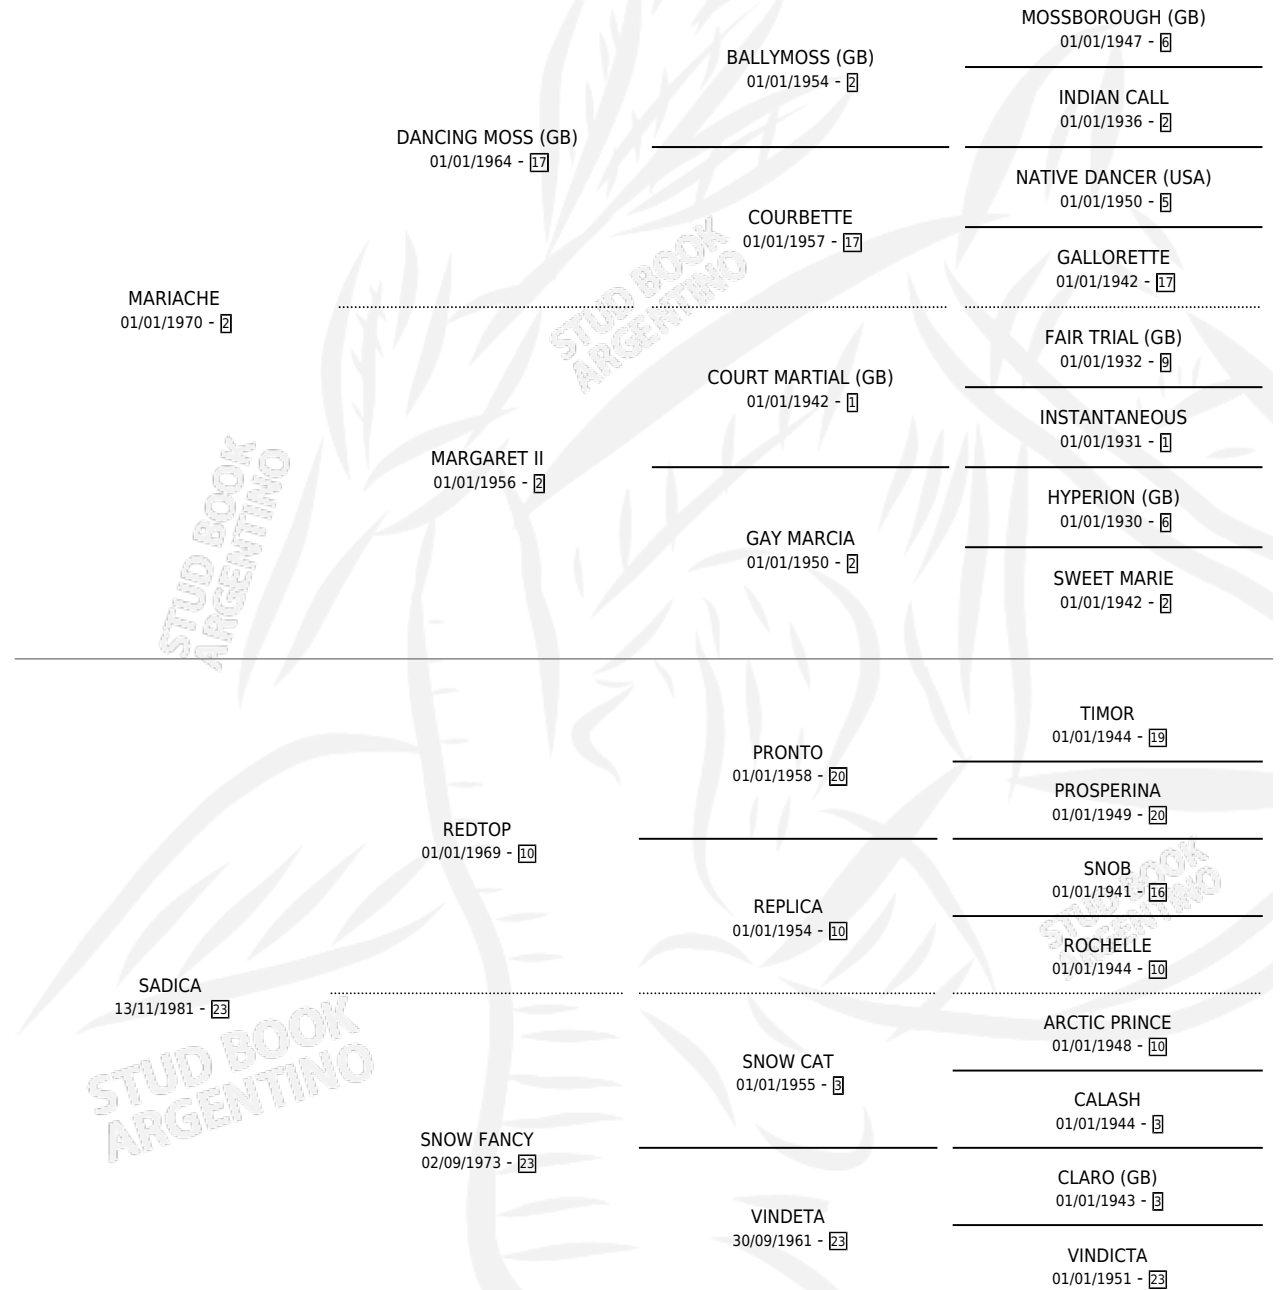 MOSSBOROUGH (GB)
01/01/1947 - 6
BALLYMOSS (GB)
01/01/1954 - 2
INDIAN CALL
01/01/1936 - 2
DANCING MOSS (GB)
01/01/1964 - 17
NATIVE DANCER (USA)
01/01/1950 - 5
COURBETTE
01/01/1957 - 17
GALLORETTE
01/01/1942 - 17
MARIACHE
01/01/1970 - 2
FAIR TRIAL (GB)
01/01/1932 - 9
COURT MARTIAL (GB)
01/01/1942 - 1
INSTANTANEOUS
01/01/1931 - 1
MARGARET II
01/01/1956 - 2
HYPERION (GB)
01/01/1930 - 6
GAY MARCIA
01/01/1950 - 2
SWEET MARIE
01/01/1942 - 2
STUD BOOK
ARGENTINO
STUD BOOK
ARGENTINO
TIMOR
01/01/1944 - 19
PRONTO
01/01/1958 - 20
PROSPERINA
01/01/1949 - 20
REDTOP
01/01/1969 - 10
SNOB
01/01/1941 - 16
REPLICA
01/01/1954 - 10
ROCHELLE
01/01/1944 - 10
SADICA
13/11/1981 - 23
ARCTIC PRINCE
01/01/1948 - 10
SNOW CAT
01/01/1955 - 3
CALASH
01/01/1944 - 3
SNOW FANCY
02/09/1973 - 23
CLARO (GB)
01/01/1943 - 3
VINDETA
30/09/1961 - 23
VINDICTA
01/01/1951 - 23
STUD BOOK
ARGENTINO
STUD BOOK
ARGENTINO